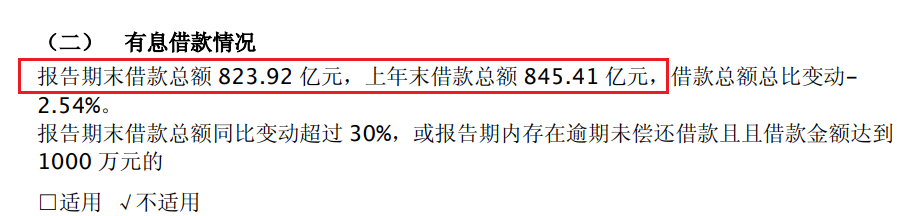 （二） 有息借款情况
报告期末借款总额 823.92 亿元，上年末借款总额 845.41 亿元，借款总额总比变动-
2.54%。
报告期末借款总额同比变动超过 30%，或报告期内存在逾期未偿还借款且且借款金额达到
1000 万元的
□适用 √不适用